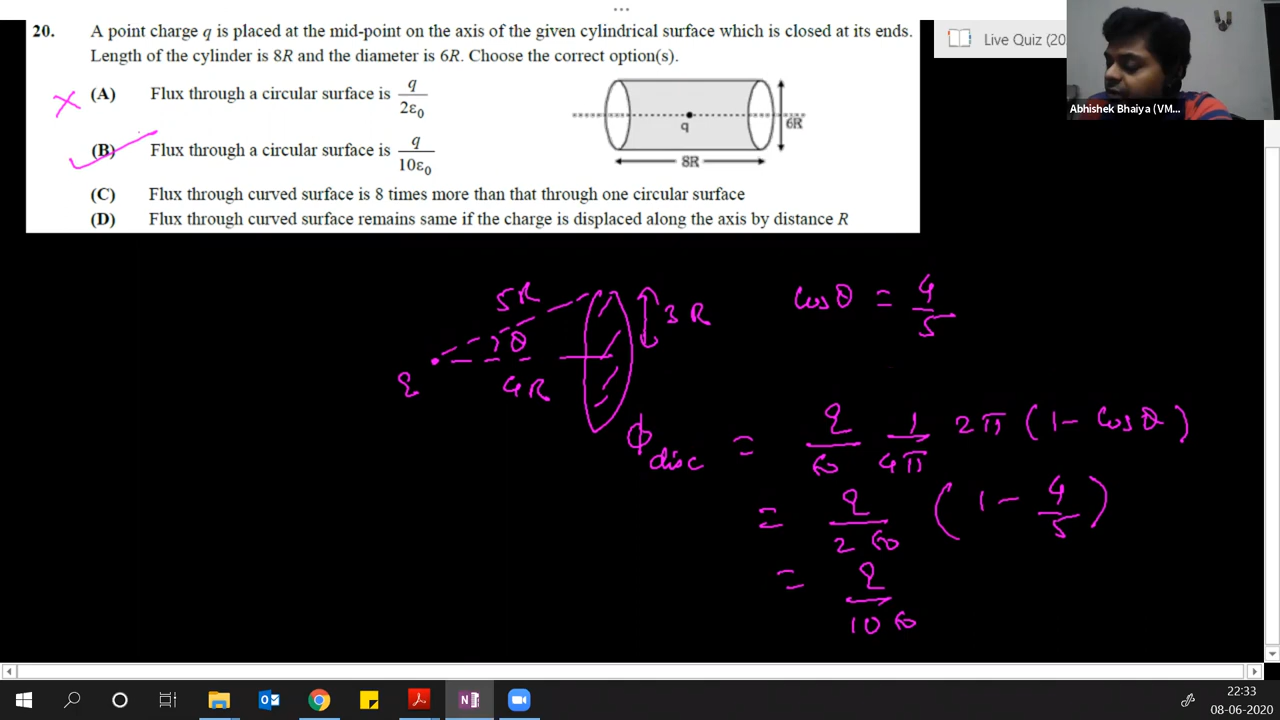 ...
20. A point charge q is placed at the mid-point on the axis of the given cylindrical surface which is closed at its ends.
Length of the cylinder is 8R and the diameter is 6R. Choose the correct option(s).
(A) Flux through a circular surface is q/2ε₀
(B) Flux through a circular surface is q/10ε₀
(C) Flux through curved surface is 8 times more than that through one circular surface
(D) Flux through curved surface remains same if the charge is displaced along the axis by distance R
q
6R
8R
Live Quiz (20
Abhishek Bhaiya (VM...
5R
3R
θ
q
4R
cosθ = 4/5
ϕdisc = q/ε0 1/4π 2π (1 - cosθ)
= q/2ε0 (1 - 4/5)
= q/10ε0
22:33
08-06-2020